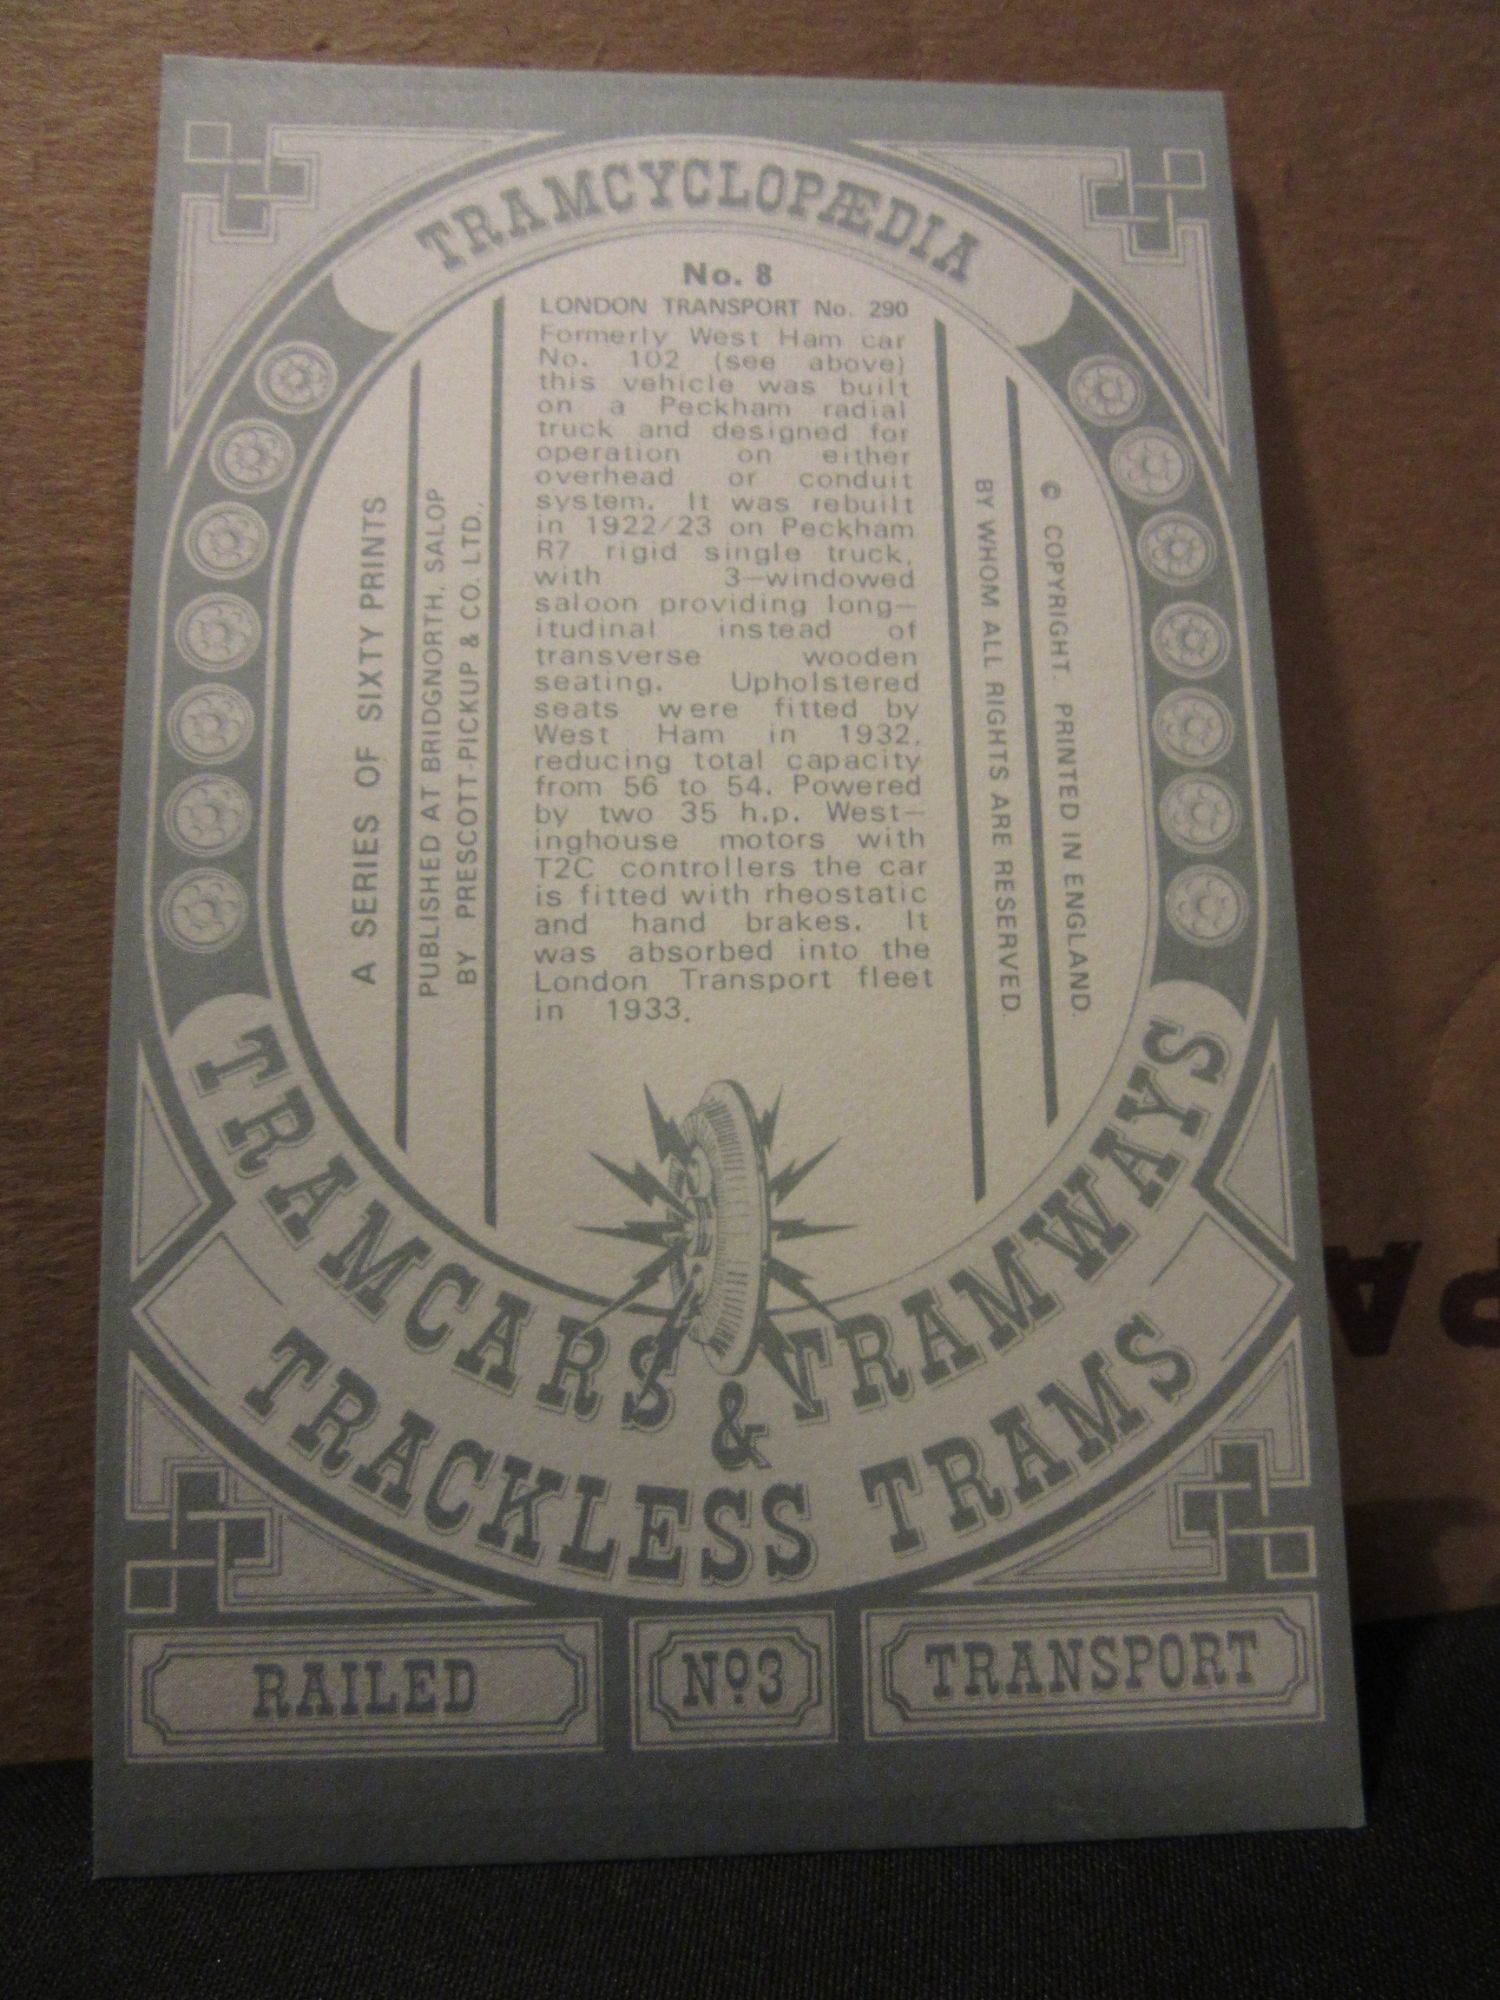 TRAMCYCLOPÆDIA
No. 8
LONDON TRANSPORT No. 290
Formerly West Ham car
No. 102 (see above)
this vehicle was built
on a Peckham radial
truck and designed for
operation on either
overhead or conduit
system. It was rebuilt
in 1922/23 on Peckham
R7 rigid single truck,
with 3-windowed
saloon providing long-
itudinal instead of
transverse wooden
seating. Upholstered
seats were fitted by
West Ham in 1932,
reducing total capacity
from 56 to 54. Powered
by two 35 h.p. West-
inghouse motors with
T2C controllers the car
is fitted with rheostatic
and hand brakes. It
was absorbed into the
London Transport fleet
in 1933.
A SERIES OF SIXTY PRINTS
PUBLISHED AT BRIDGNORTH, SALOP
BY PRESCOTT-PICKUP & CO. LTD.,
© COPYRIGHT. PRINTED IN ENGLAND.
BY WHOM ALL RIGHTS ARE RESERVED.
TRAMCARS & TRAMWAYS
TRACKLESS TRAMS
RAILED
Nº3
TRANSPORT